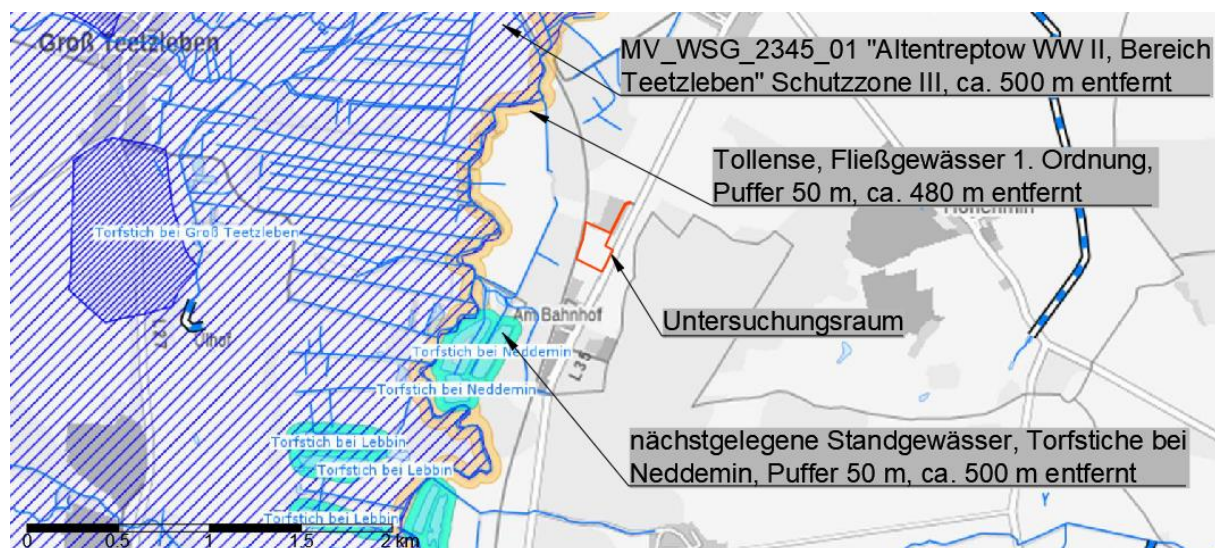 Groß Teetzleben
MV_WSG_2345_01 "Altentreptow WW II, Bereich
Teetzleben" Schutzzone III, ca. 500 m entfernt
Tollense, Fließgewässer 1. Ordnung,
Puffer 50 m, ca. 480 m entfernt
Torfstich bei Groß Teetzleben
Am Bahnhof
Untersuchungsraum
L35
L27
Torfstich bei Neddemin
Torfstich bei Neddemin
nächstgelegene Standgewässer, Torfstiche bei
Neddemin, Puffer 50 m, ca. 500 m entfernt
Torfstich bei Lebbin
Torfstich bei Lebbin
Torfstich bei Lebbin
0 0.5 1 1.5 2 km